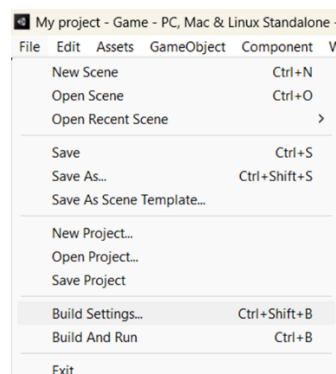 My project - Game - PC, Mac & Linux Standalone -
File Edit Assets GameObject Component
New Scene Ctrl+N
Open Scene Ctrl+O
Open Recent Scene >
Save Ctrl+S
Save As... Ctrl+Shift+S
Save As Scene Template...
New Project...
Open Project...
Save Project
Build Settings... Ctrl+Shift+B
Build And Run Ctrl+B
Exit